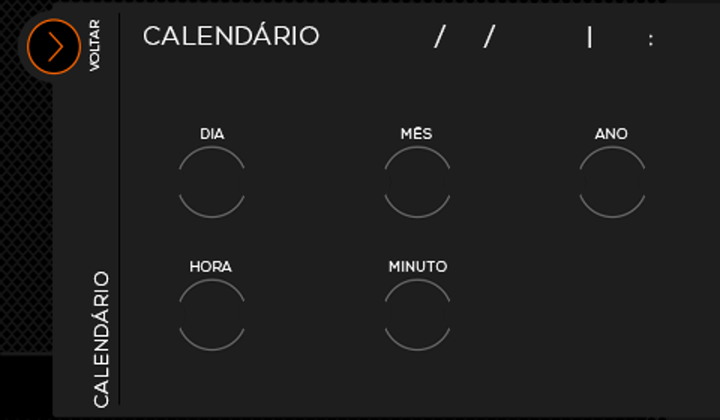 VOLTAR
CALENDÁRIO / / | :
DIA MÊS ANO
HORA MINUTO
CALENDÁRIO